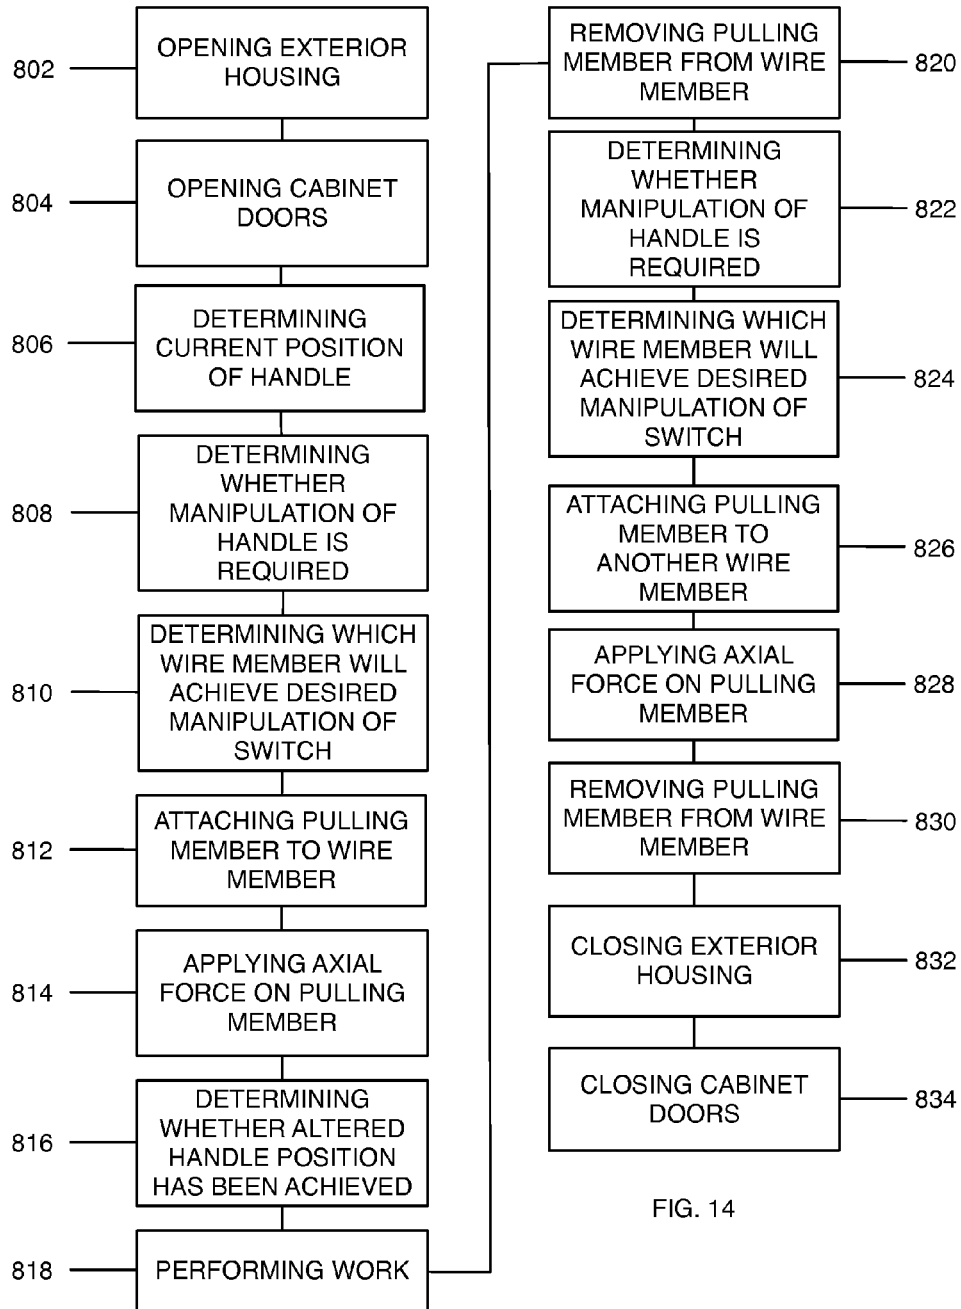 802
OPENING EXTERIOR
HOUSING
804
OPENING CABINET
DOORS
806
DETERMINING
CURRENT POSITION
OF HANDLE
808
DETERMINING
WHETHER
MANIPULATION OF
HANDLE IS
REQUIRED
810
DETERMINING WHICH
WIRE MEMBER WILL
ACHIEVE DESIRED
MANIPULATION OF
SWITCH
812
ATTACHING PULLING
MEMBER TO WIRE
MEMBER
814
APPLYING AXIAL
FORCE ON PULLING
MEMBER
816
DETERMINING
WHETHER ALTERED
HANDLE POSITION
HAS BEEN ACHIEVED
818
PERFORMING WORK
REMOVING PULLING
MEMBER FROM WIRE
MEMBER
820
DETERMINING
WHETHER
MANIPULATION OF
HANDLE IS
REQUIRED
822
DETERMINING WHICH
WIRE MEMBER WILL
ACHIEVE DESIRED
MANIPULATION OF
SWITCH
824
ATTACHING PULLING
MEMBER TO
ANOTHER WIRE
MEMBER
826
APPLYING AXIAL
FORCE ON PULLING
MEMBER
828
REMOVING PULLING
MEMBER FROM WIRE
MEMBER
830
CLOSING EXTERIOR
HOUSING
832
CLOSING CABINET
DOORS
834
FIG. 14